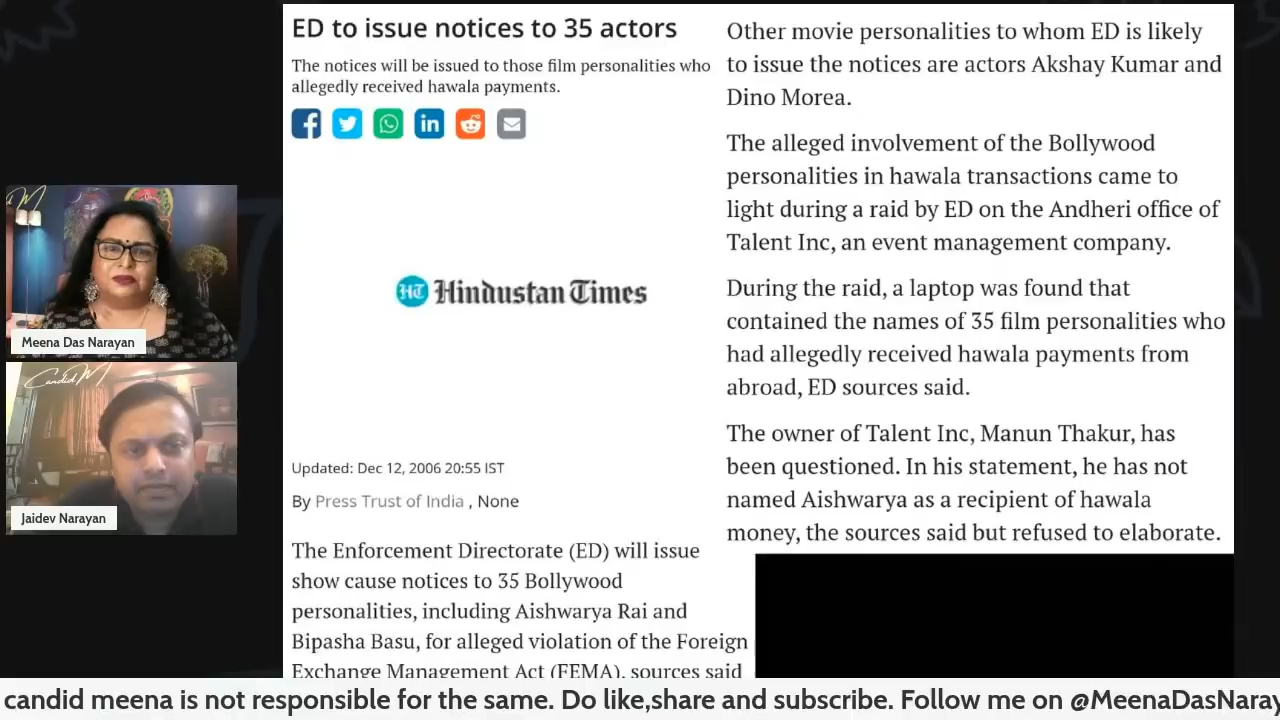 ED to issue notices to 35 actors
The notices will be issued to those film personalities who
allegedly received hawala payments.
HT Hindustan Times
Updated: Dec 12, 2006 20:55 IST
By Press Trust of India , None
The Enforcement Directorate (ED) will issue
show cause notices to 35 Bollywood
personalities, including Aishwarya Rai and
Bipasha Basu, for alleged violation of the Foreign
Exchange Management Act (FEMA), sources said
Other movie personalities to whom ED is likely
to issue the notices are actors Akshay Kumar and
Dino Morea.
The alleged involvement of the Bollywood
personalities in hawala transactions came to
light during a raid by ED on the Andheri office of
Talent Inc, an event management company.
During the raid, a laptop was found that
contained the names of 35 film personalities who
had allegedly received hawala payments from
abroad, ED sources said.
The owner of Talent Inc, Manun Thakur, has
been questioned. In his statement, he has not
named Aishwarya as a recipient of hawala
money, the sources said but refused to elaborate.
Meena Das Narayan
CandidM
Jaidev Narayan
candid meena is not responsible for the same. Do like,share and subscribe. Follow me on @MeenaDasNaray